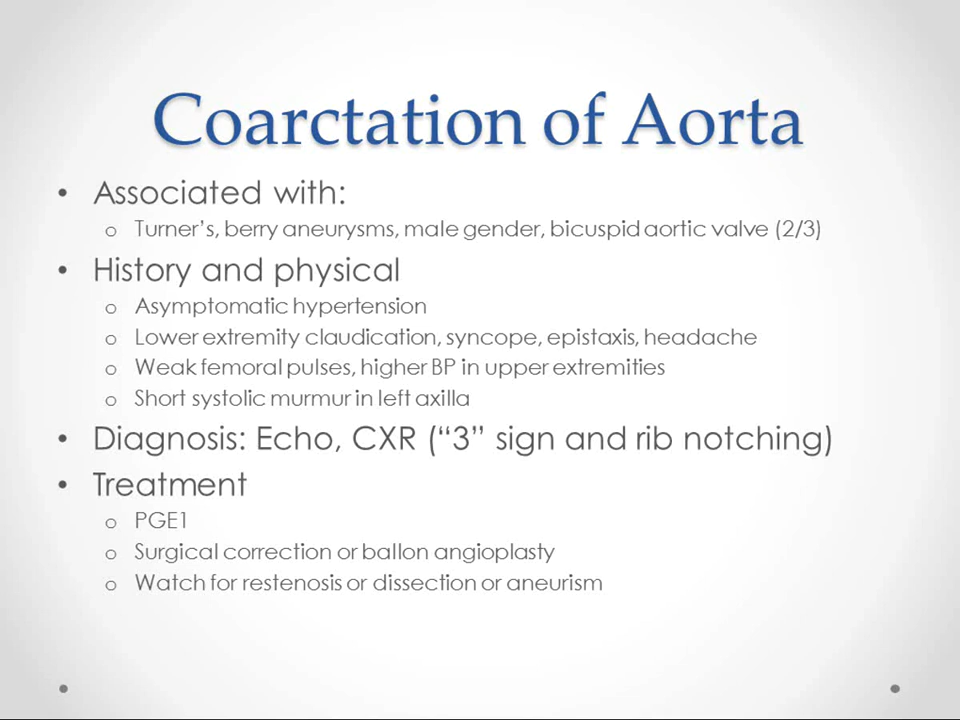 Coarctation of Aorta
• Associated with:
o Turner's, berry aneurysms, male gender, bicuspid aortic valve (2/3)
• History and physical
o Asymptomatic hypertension
o Lower extremity claudication, syncope, epistaxis, headache
o Weak femoral pulses, higher BP in upper extremities
o Short systolic murmur in left axilla
• Diagnosis: Echo, CXR (“3” sign and rib notching)
• Treatment
o PGE1
o Surgical correction or ballon angioplasty
o Watch for restenosis or dissection or aneurism